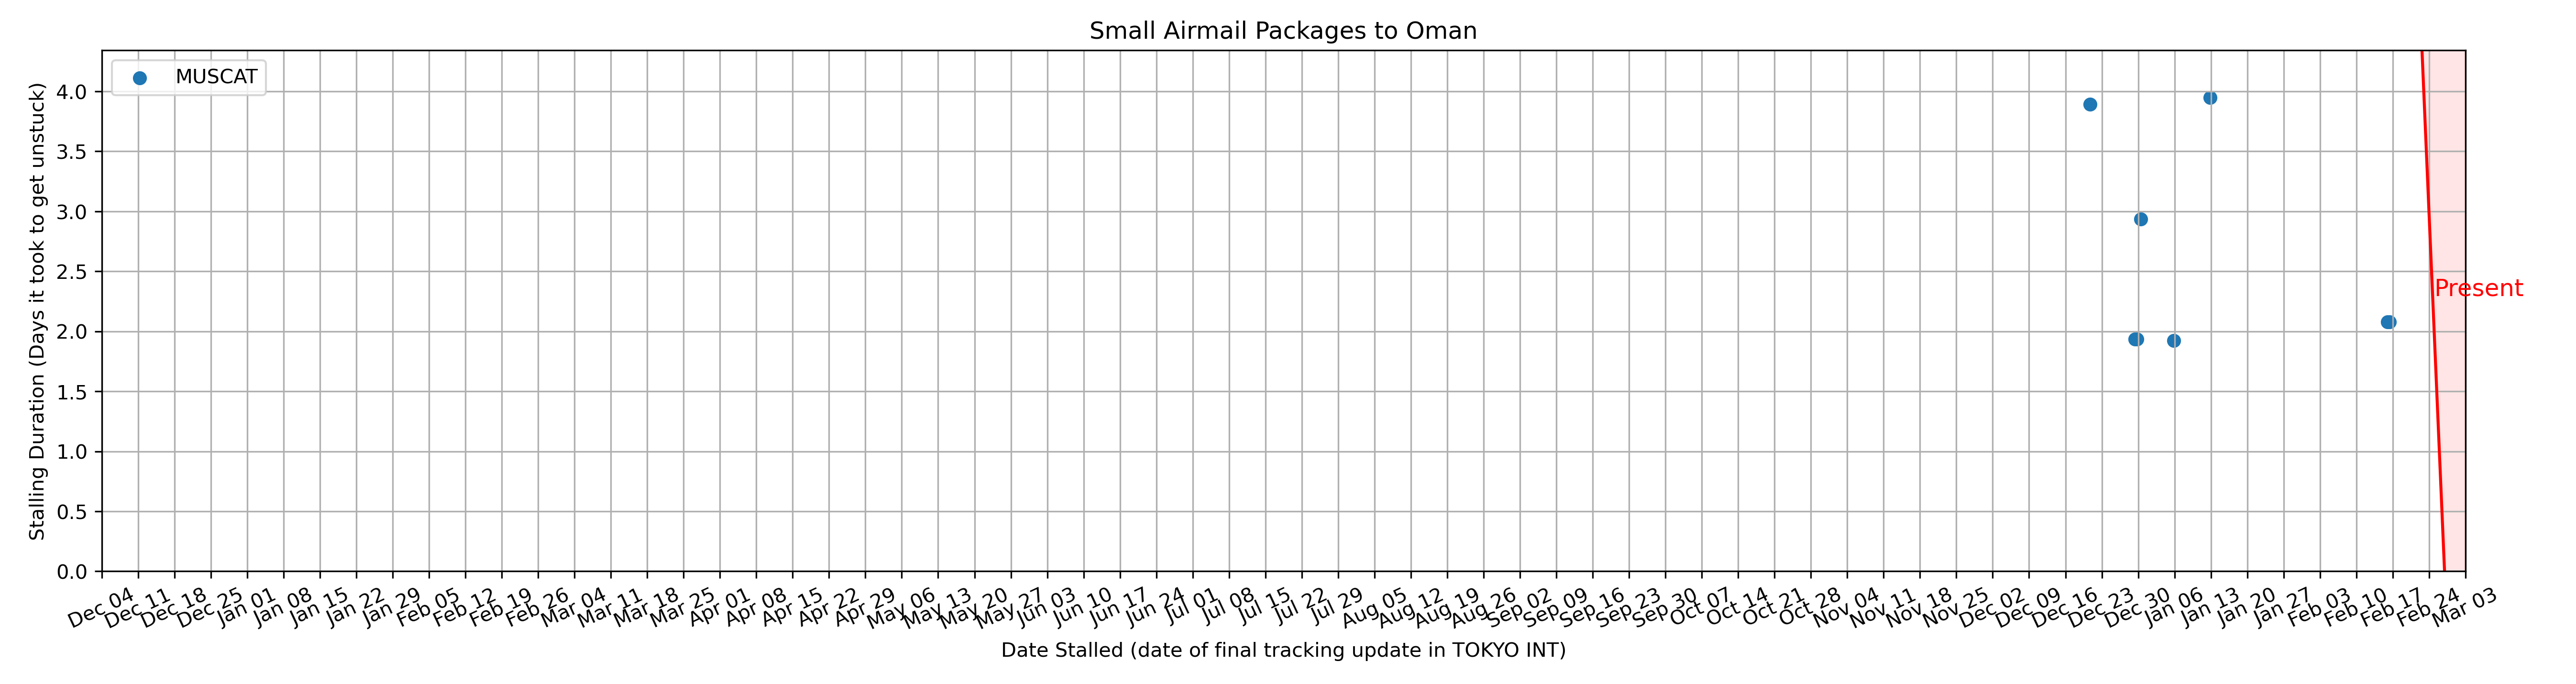 Small Airmail Packages to Oman
MUSCAT
Stalling Duration (Days it took to get unstuck)
4.0
3.5
3.0
2.5
2.0
1.5
1.0
0.5
0.0
Present
Dec 04 Dec 11 Dec 18 Dec 25 Jan 01 Jan 08 Jan 15 Jan 22 Jan 29 Feb 05 Feb 12 Feb 19 Feb 26 Mar 04 Mar 11 Mar 18 Mar 25 Apr 01 Apr 08 Apr 15 Apr 22 Apr 29 May 06 May 13 May 20 May 27 Jun 03 Jun 10 Jun 17 Jun 24 Jul 01 Jul 08 Jul 15 Jul 22 Jul 29 Aug 05 Aug 12 Aug 19 Aug 26 Sep 02 Sep 09 Sep 16 Sep 23 Sep 30 Oct 07 Oct 14 Oct 21 Oct 28 Nov 04 Nov 11 Nov 18 Nov 25 Dec 02 Dec 09 Dec 16 Dec 23 Dec 30 Jan 06 Jan 13 Jan 20 Jan 27 Feb 03 Feb 10 Feb 17 Feb 24 Mar 03
Date Stalled (date of final tracking update in TOKYO INT)